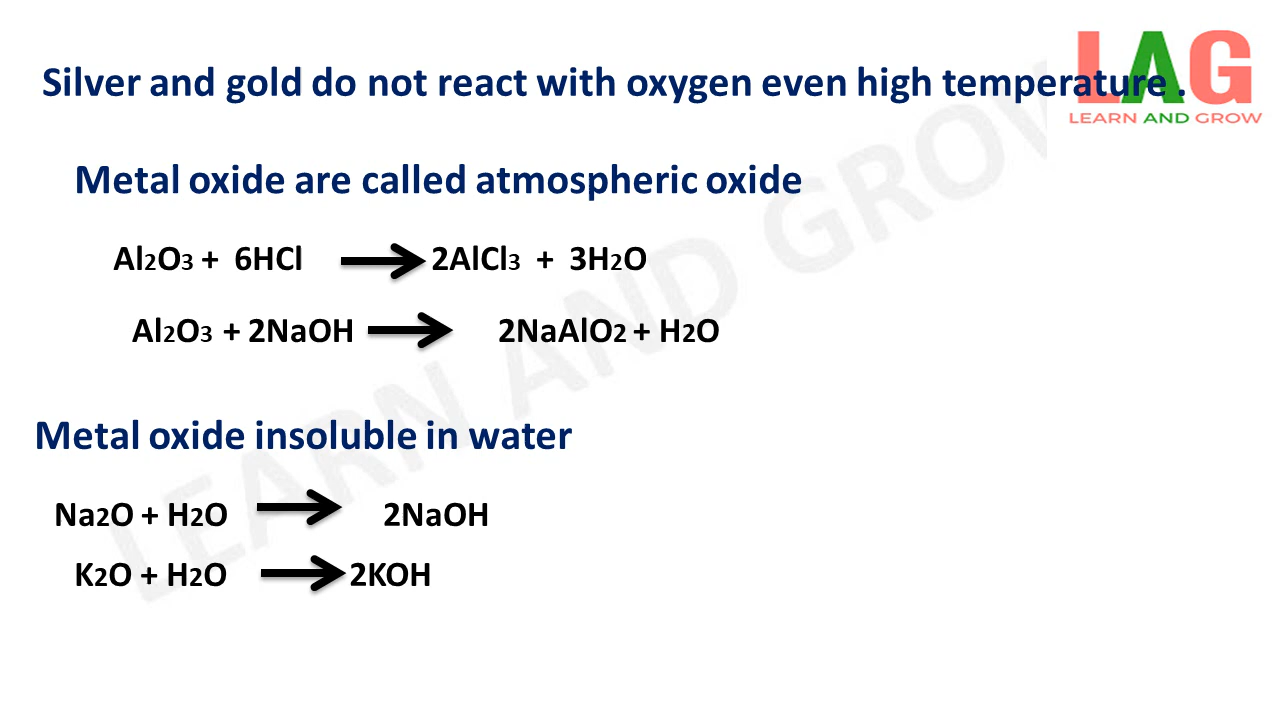 LAG
Silver and gold do not react with oxygen even high temperature .
LEARN AND GROW
Metal oxide are called atmospheric oxide
Al2O3 + 6HCl → 2AlCl3 + 3H2O
Al2O3 + 2NaOH → 2NaAlO2 + H2O
Metal oxide insoluble in water
Na2O + H2O → 2NaOH
K2O + H2O → 2KOH
LEARN AND GROW